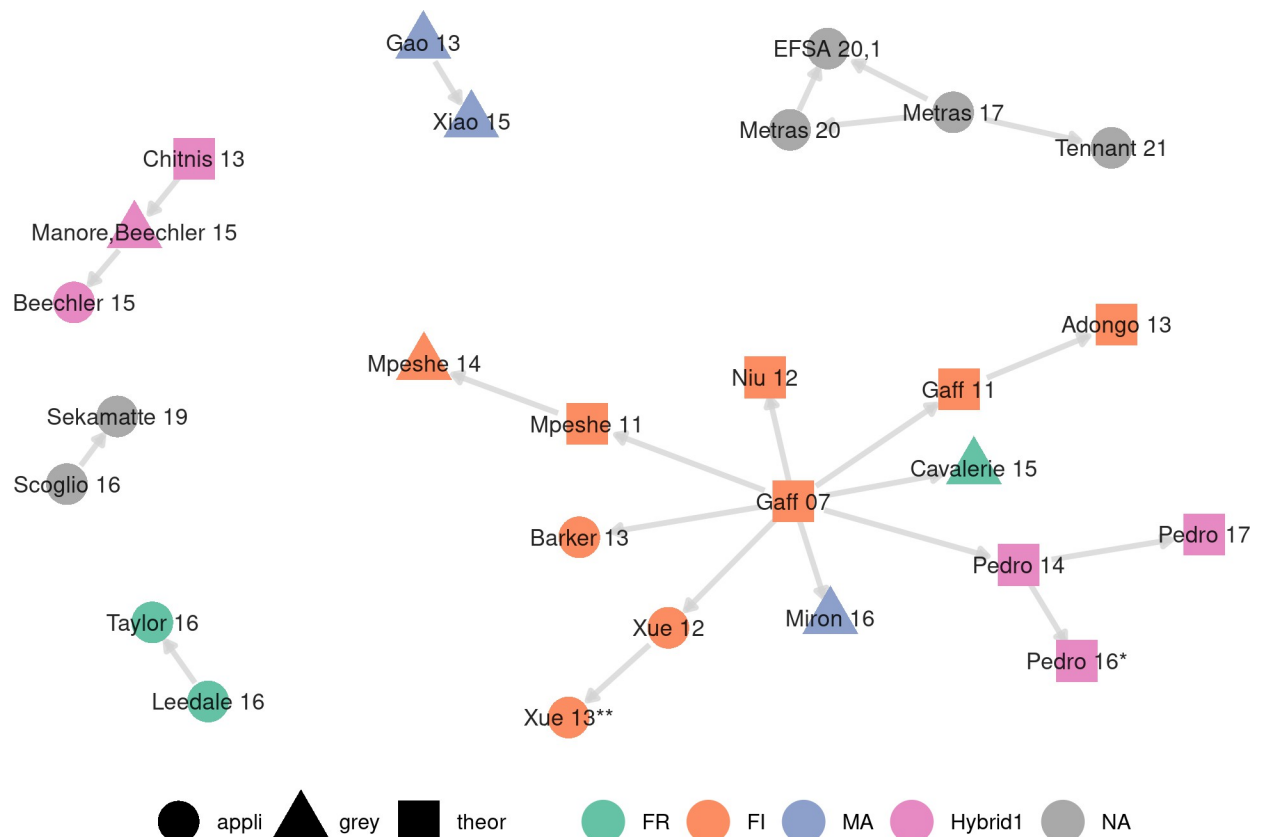 Gao 13
EFSA 20,1
Xiao 15
Metras 17
Metras 20
Tennant 21
Chitnis 13
Manore,Beechler 15
Beechler 15
Adongo 13
Mpeshe 14
Niu 12
Gaff 11
Sekamatte 19
Mpeshe 11
Cavalerie 15
Scoglio 16
Gaff 07
Barker 13
Pedro 17
Pedro 14
Taylor 16
Xue 12
Miron 16
Pedro 16*
Leedale 16
Xue 13**
appli grey theor FR FI MA Hybrid1 NA